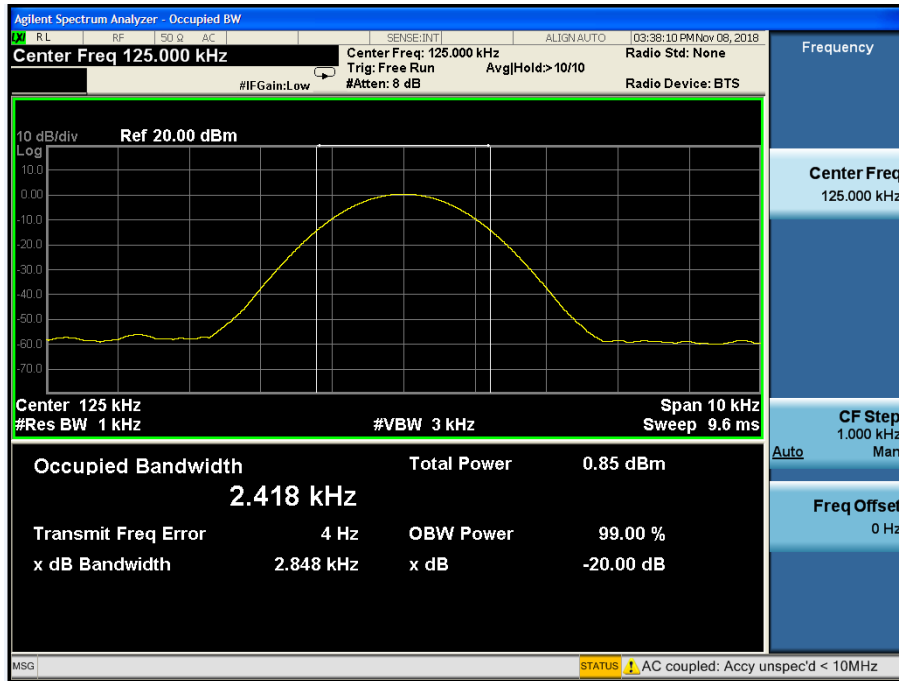 Agilent Spectrum Analyzer - Occupied BW
LXI RL RF 50 Ω AC SENSE:INT ALIGN AUTO 03:38:10 PM Nov 08, 2018
Center Freq 125.000 kHz
Center Freq: 125.000 kHz
Radio Std: None
Trig: Free Run Avg|Hold:> 10/10
#IFGain:Low
#Atten: 8 dB
Radio Device: BTS
10 dB/div Ref 20.00 dBm
Log
10.0
0.00
-10.0
-20.0
-30.0
-40.0
-50.0
-60.0
-70.0
Center 125 kHz Span 10 kHz
#Res BW 1 kHz #VBW 3 kHz Sweep 9.6 ms
Occupied Bandwidth Total Power 0.85 dBm
2.418 kHz
Transmit Freq Error 4 Hz OBW Power 99.00 %
x dB Bandwidth 2.848 kHz x dB -20.00 dB
Frequency
Center Freq
125.000 kHz
CF Step
1.000 kHz
Auto Man
Freq Offset
0 Hz
MSG STATUS AC coupled: Accy unspec'd < 10MHz